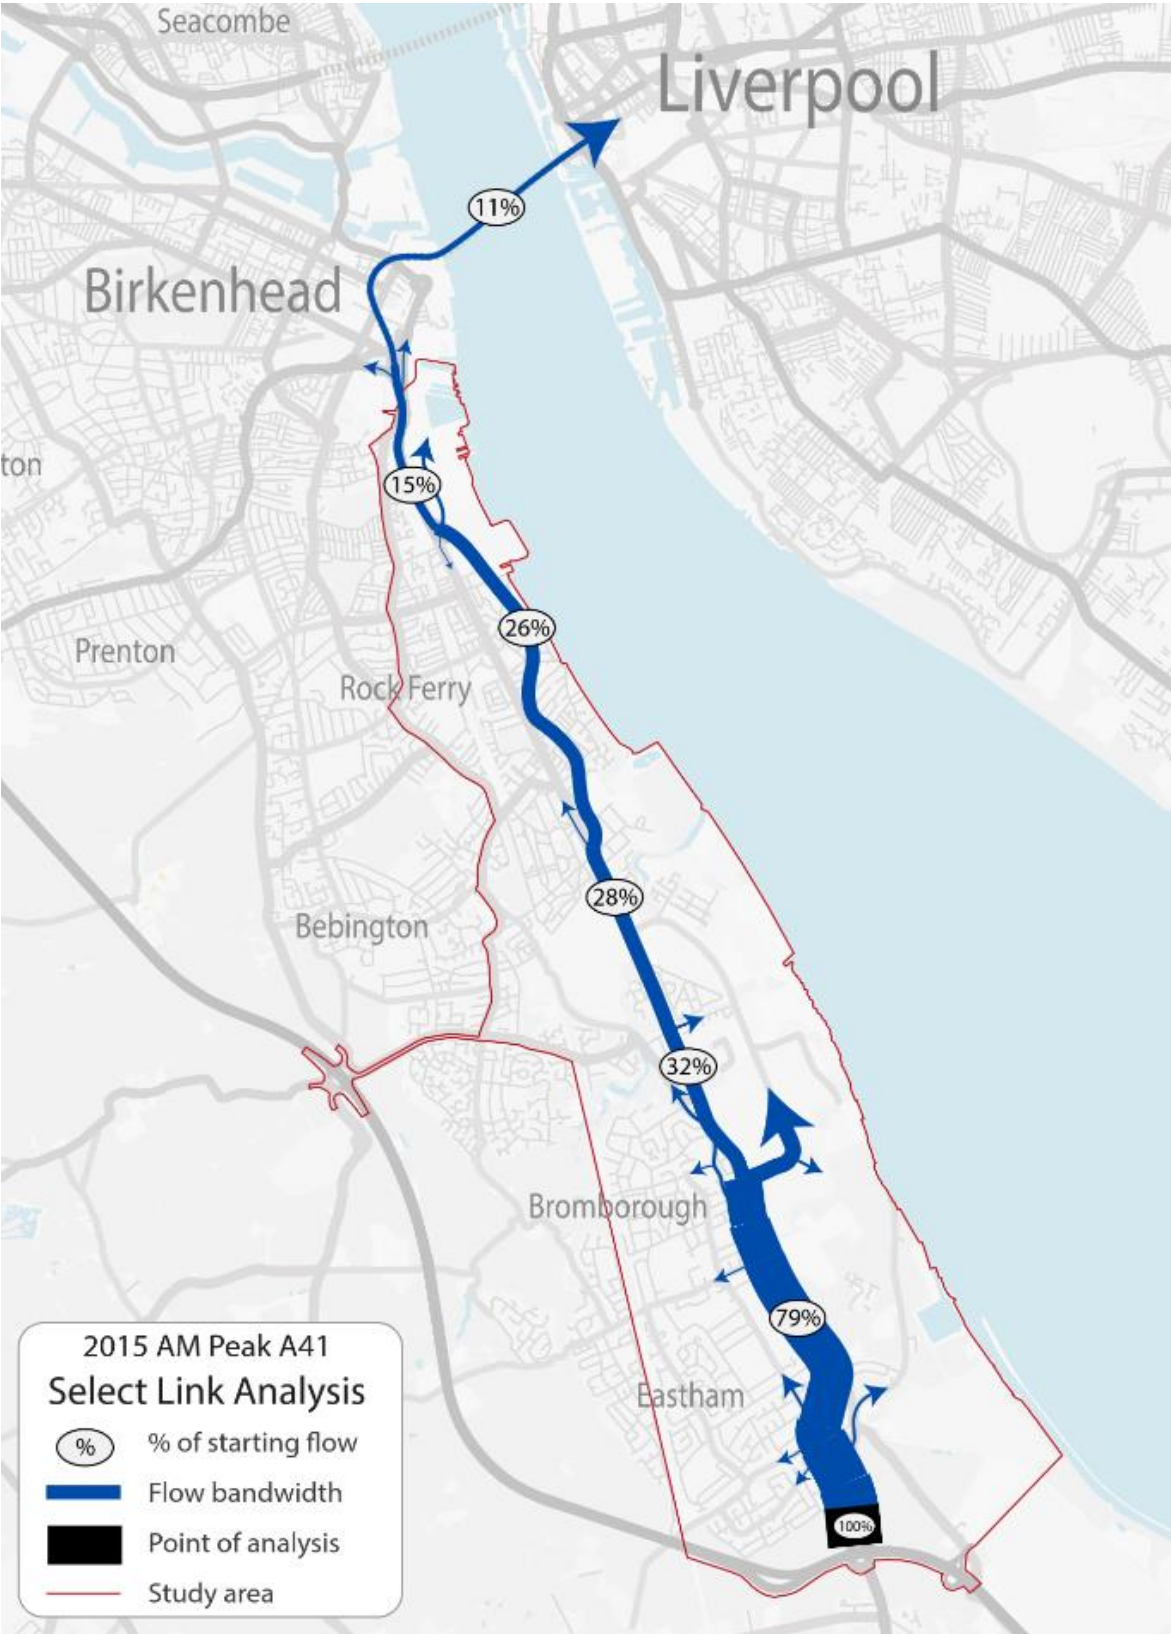 Seacombe
Liverpool
11%
Birkenhead
ton
15%
26%
Prenton
Rock Ferry
28%
Bebington
32%
Bromborough
79%
Eastham
100%
2015 AM Peak A41
Select Link Analysis
% % of starting flow
Flow bandwidth
Point of analysis
Study area